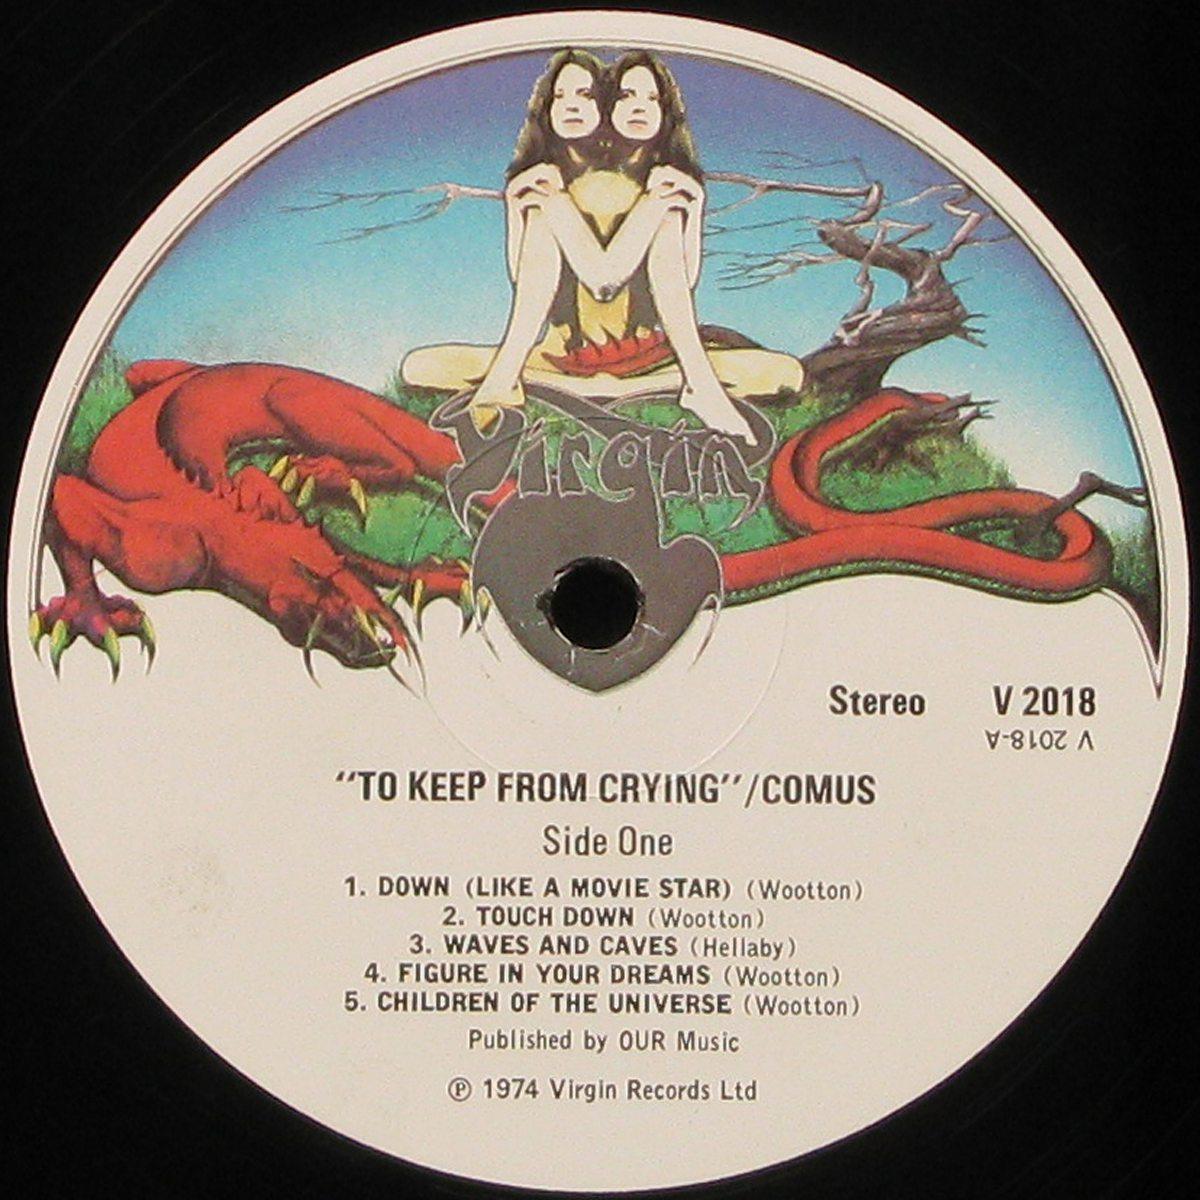 Virgin
Stereo V 2018
V 2018-A
"TO KEEP FROM CRYING"/COMUS
Side One
1. DOWN (LIKE A MOVIE STAR) (Wootton)
2. TOUCH DOWN (Wootton)
3. WAVES AND CAVES (Hellaby)
4. FIGURE IN YOUR DREAMS (Wootton)
5. CHILDREN OF THE UNIVERSE (Wootton)
Published by OUR Music
℗ 1974 Virgin Records Ltd